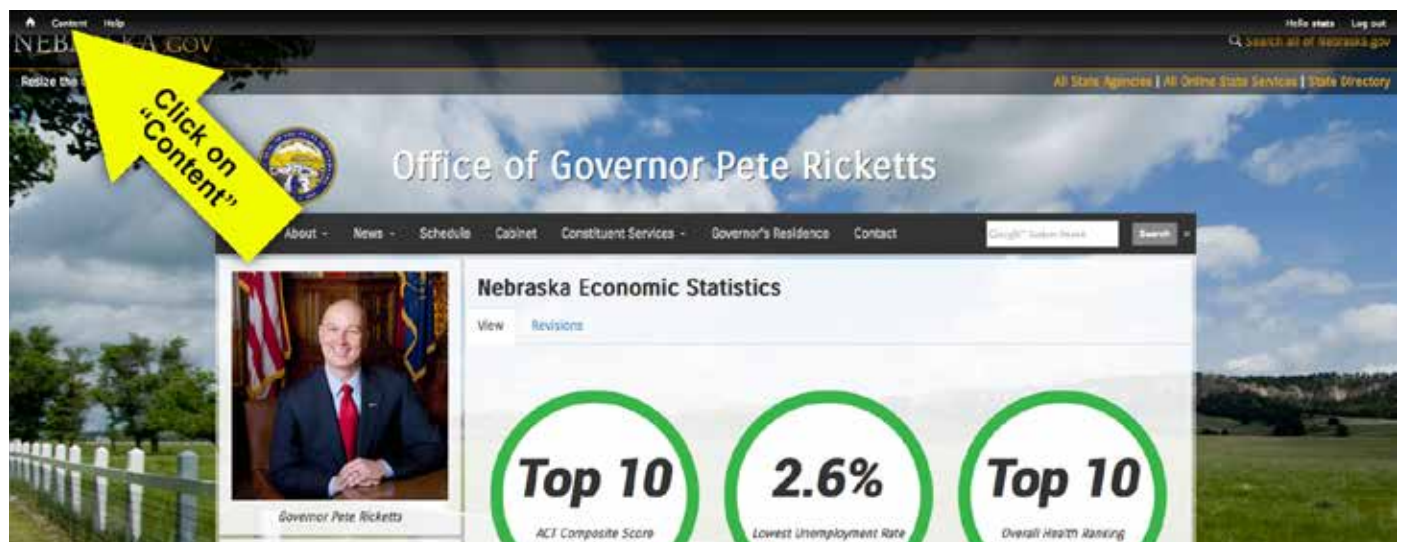 Content Help Hello stats Log out
NEBRASKA.GOV Search all of Nebraska.gov
Resize the All State Agencies | All Online State Services | State Directory
Click on
"Content"
Office of Governor Pete Ricketts
About News Schedule Cabinet Constituent Services Governor's Residence Contact Search
Nebraska Economic Statistics
View Revisions
Top 10 2.6% Top 10
ACT Composite Score Lowest Unemployment Rate Overall Health Ranking
Governor Pete Ricketts